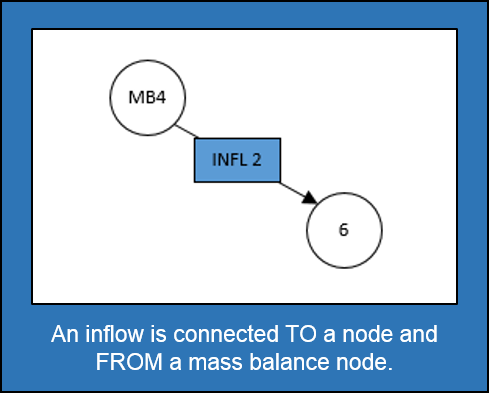 MB4
INFL 2
6
An inflow is connected TO a node and
FROM a mass balance node.